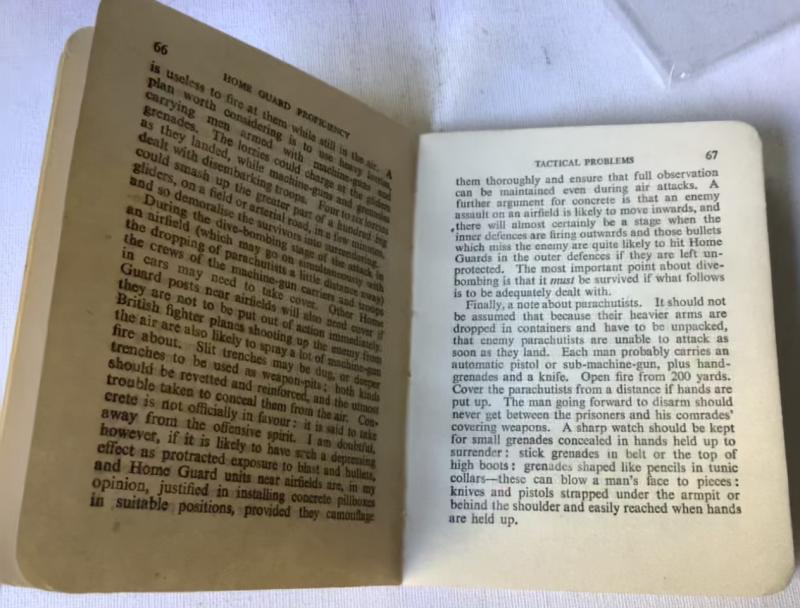 66
HOME GUARD PROFICIENCY
is useless to fire at them while still in the air. A
plan worth considering is to use heavy lorries,
carrying men armed with machine-guns and
grenades. The lorries could charge at the gliders
as they landed, while machine-guns and grenades
dealt with disembarking troops. Four to six lorries
could smash up the greater part of a hundred big
gliders, on a field or arterial road, in a few minutes,
and so demoralise the survivors into surrendering.
During the dive-bombing stage of the attack on
an airfield (which may go on simultaneously with
the dropping of parachutists a little distance away)
the crews of the machine-gun carriers and troops
in cars may need to take cover. Other Home
Guard posts near airfields will also need cover if
they are not to be put out of action immediately.
British fighter planes shooting up the enemy from
the air are also likely to spray a lot of machine-gun
fire about. Slit trenches may be dug, or deeper
trenches to be used as weapon-pits; both kinds
should be revetted and reinforced, and the utmost
trouble taken to conceal them from the air. Con-
crete is not officially in favour: it is said to take
away from the offensive spirit. I am doubtful,
however, if it is likely to have such a depressing
effect as protracted exposure to blast and bullets,
and Home Guard units near airfields are, in my
opinion, justified in installing concrete pillboxes
in suitable positions, provided they camouflage
TACTICAL PROBLEMS 67
them thoroughly and ensure that full observation
can be maintained even during air attacks. A
further argument for concrete is that an enemy
assault on an airfield is likely to move inwards, and
there will almost certainly be a stage when the
inner defences are firing outwards and those bullets
which miss the enemy are quite likely to hit Home
Guards in the outer defences if they are left un-
protected. The most important point about dive-
bombing is that it must be survived if what follows
is to be adequately dealt with.
Finally, a note about parachutists. It should not
be assumed that because their heavier arms are
dropped in containers and have to be unpacked,
that enemy parachutists are unable to attack as
soon as they land. Each man probably carries an
automatic pistol or sub-machine-gun, plus hand-
grenades and a knife. Open fire from 200 yards.
Cover the parachutists from a distance if hands are
put up. The man going forward to disarm should
never get between the prisoners and his comrades'
covering weapons. A sharp watch should be kept
for small grenades concealed in hands held up to
surrender: stick grenades in belt or the top of
high boots: grenades shaped like pencils in tunic
collars—these can blow a man's face to pieces:
knives and pistols strapped under the armpit or
behind the shoulder and easily reached when hands
are held up.